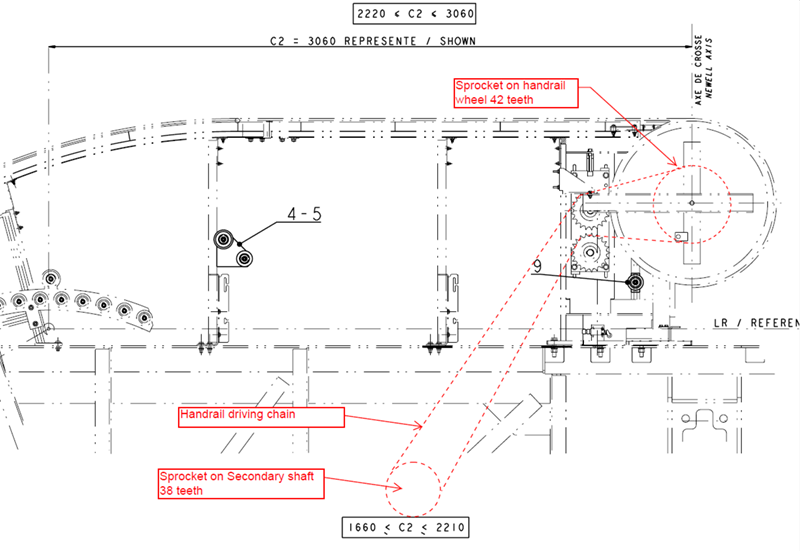 2220 ≤ C2 ≤ 3060
C2 = 3060 REPRESENTE / SHOWN
AXE DE CROSSE
NEWELL AXIS
Sprocket on handrail
wheel 42 teeth
4-5
9
LR / REFEREN
Handrail driving chain
Sprocket on Secondary shaft
38 teeth
1660 ≤ C2 ≤ 2210